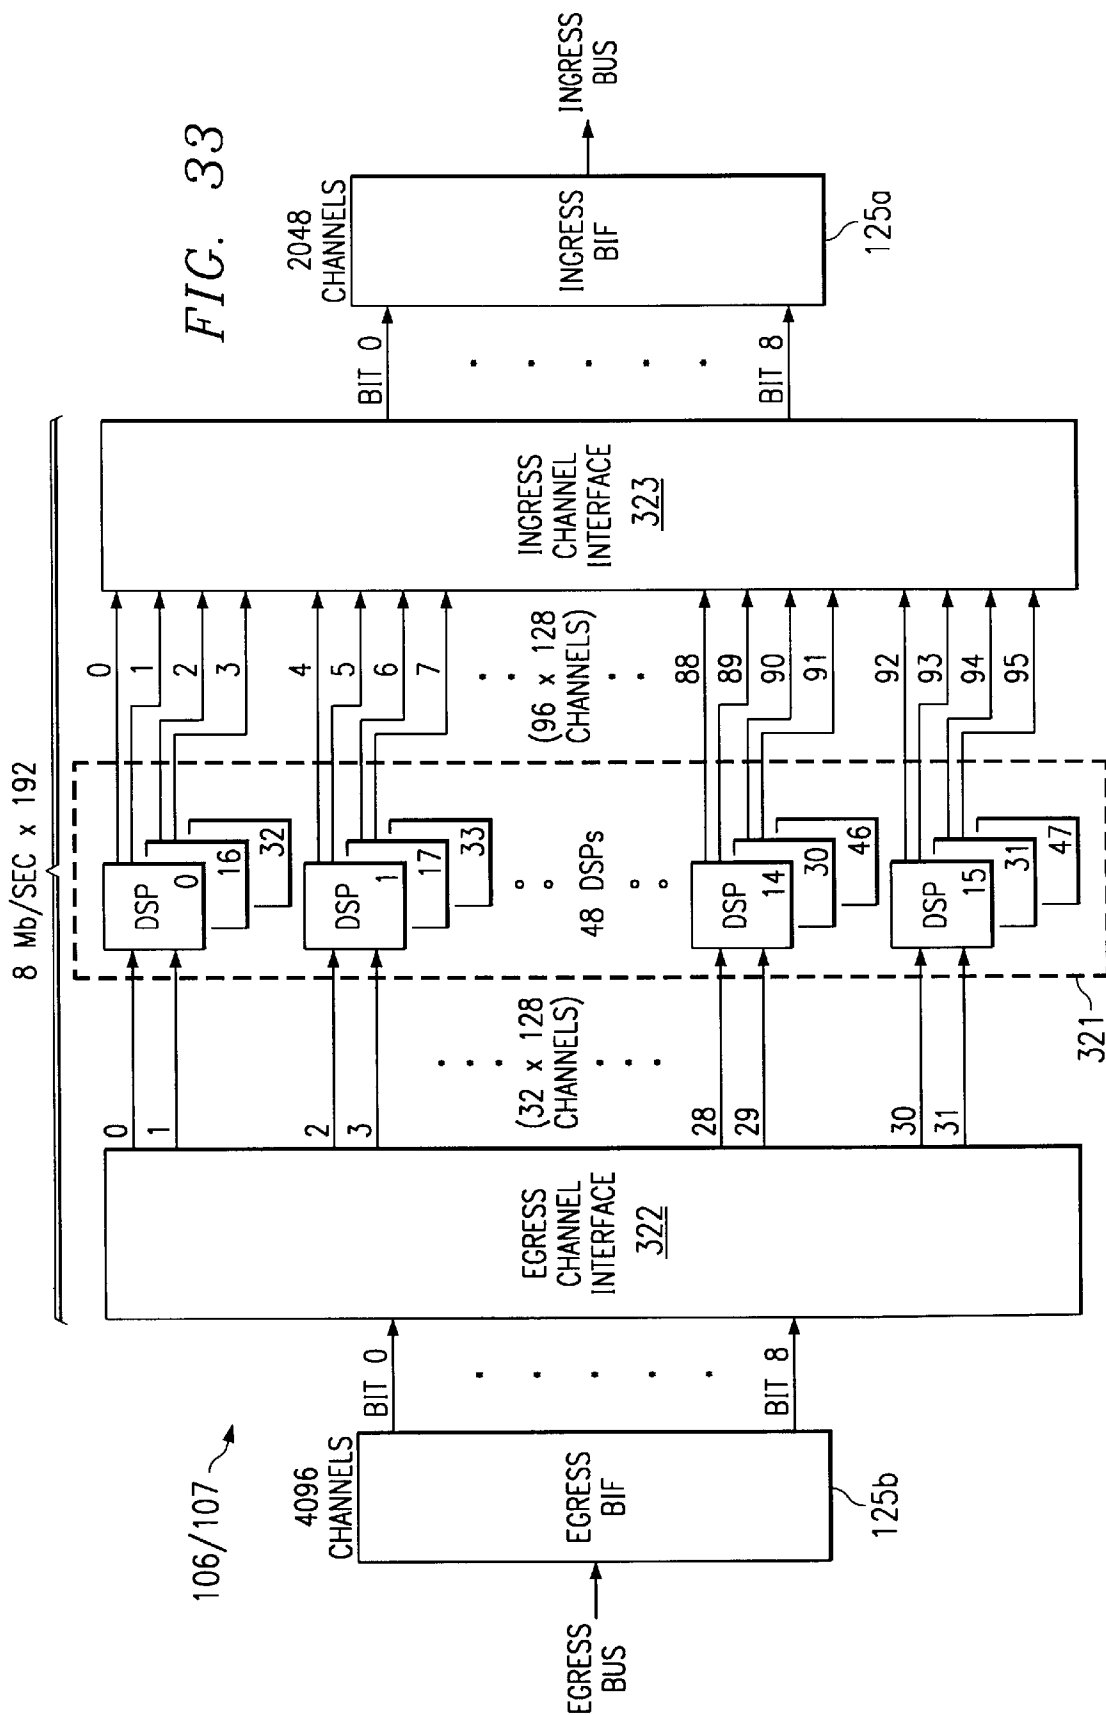 FIG. 33
106/107
8 Mb/SEC x 192
EGRESS
BUS
4096
CHANNELS
EGRESS
BIF
125b
BIT 0
BIT 8
EGRESS
CHANNEL
INTERFACE
322
0
1
2
3
(32 x 128
CHANNELS)
28
29
30
31
DSP
0
16
32
DSP
1
17
33
48 DSPs
DSP
14
30
46
DSP
15
31
47
321
0
1
2
3
4
5
6
7
(96 x 128
CHANNELS)
88
89
90
91
92
93
94
95
INGRESS
CHANNEL
INTERFACE
323
BIT 0
BIT 8
2048
CHANNELS
INGRESS
BIF
125a
INGRESS
BUS